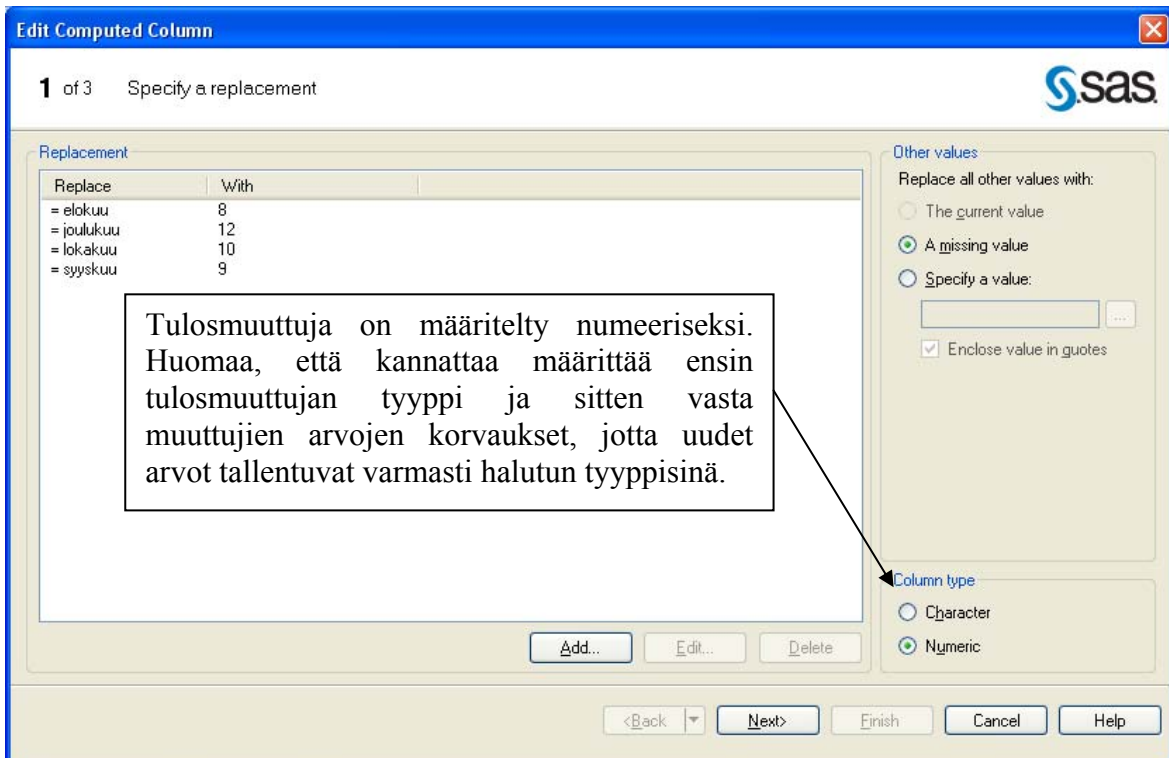 Edit Computed Column
1 of 3 Specify a replacement
sas
Replacement
Replace With
= elokuu 8
= joulukuu 12
= lokakuu 10
= syyskuu 9
Tulosmuuttuja on määritelty numeeriseksi.
Huomaa, että kannattaa määrittää ensin
tulosmuuttujan tyyppi ja sitten vasta
muuttujien arvojen korvaukset, jotta uudet
arvot tallentuvat varmasti halutun tyyppisinä.
Add... Edit... Delete
Other values
Replace all other values with:
The current value
A missing value
Specify a value:
...
Enclose value in quotes
Column type
Character
Numeric
<Back Next> Finish Cancel Help